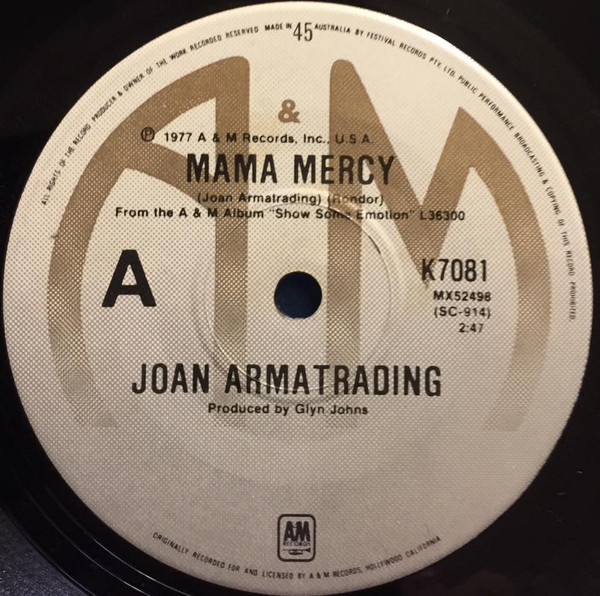 ALL RIGHTS OF THE RECORD PRODUCER & OWNER OF THE WORK RECORDED RESERVED MADE IN 45 AUSTRALIA BY FESTIVAL RECORDS PTY. LTD. PUBLIC PERFORMANCE BROADCASTING & COPYING OF THIS RECORD PROHIBITED.
A & M
℗ 1977 A & M Records, Inc., U.S.A.
MAMA MERCY
(Joan Armatrading) (Rondor)
From the A & M Album "Show Some Emotion" L36300
A
K7081
MX52498
(SC-914)
2:47
JOAN ARMATRADING
Produced by Glyn Johns
A&M
RECORDS
ORIGINALLY RECORDED FOR AND LICENSED BY A & M RECORDS, HOLLYWOOD CALIFORNIA